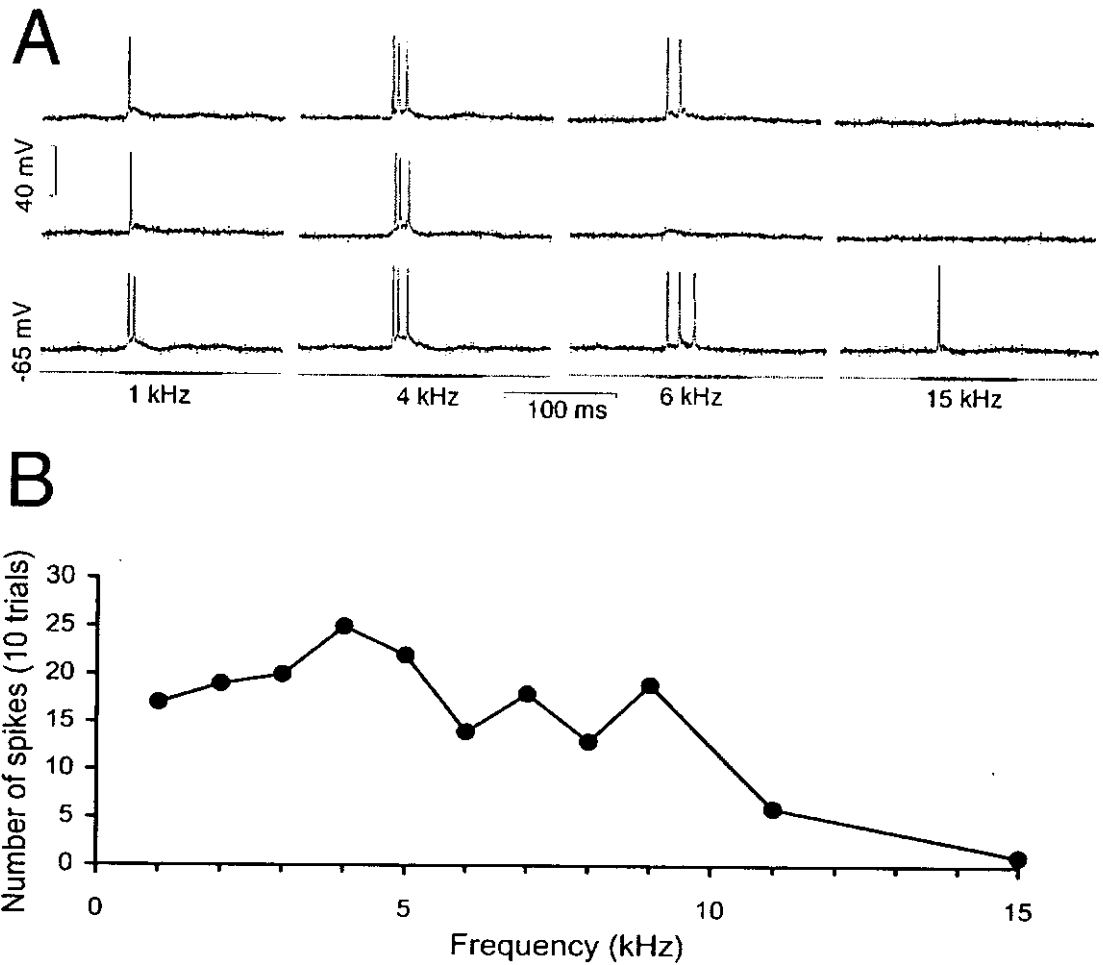 A
40 mV
-65 mV
1 kHz
4 kHz
6 kHz
15 kHz
100 ms
B
Number of spikes (10 trials)
30
25
20
15
10
5
0
0
5
10
15
Frequency (kHz)